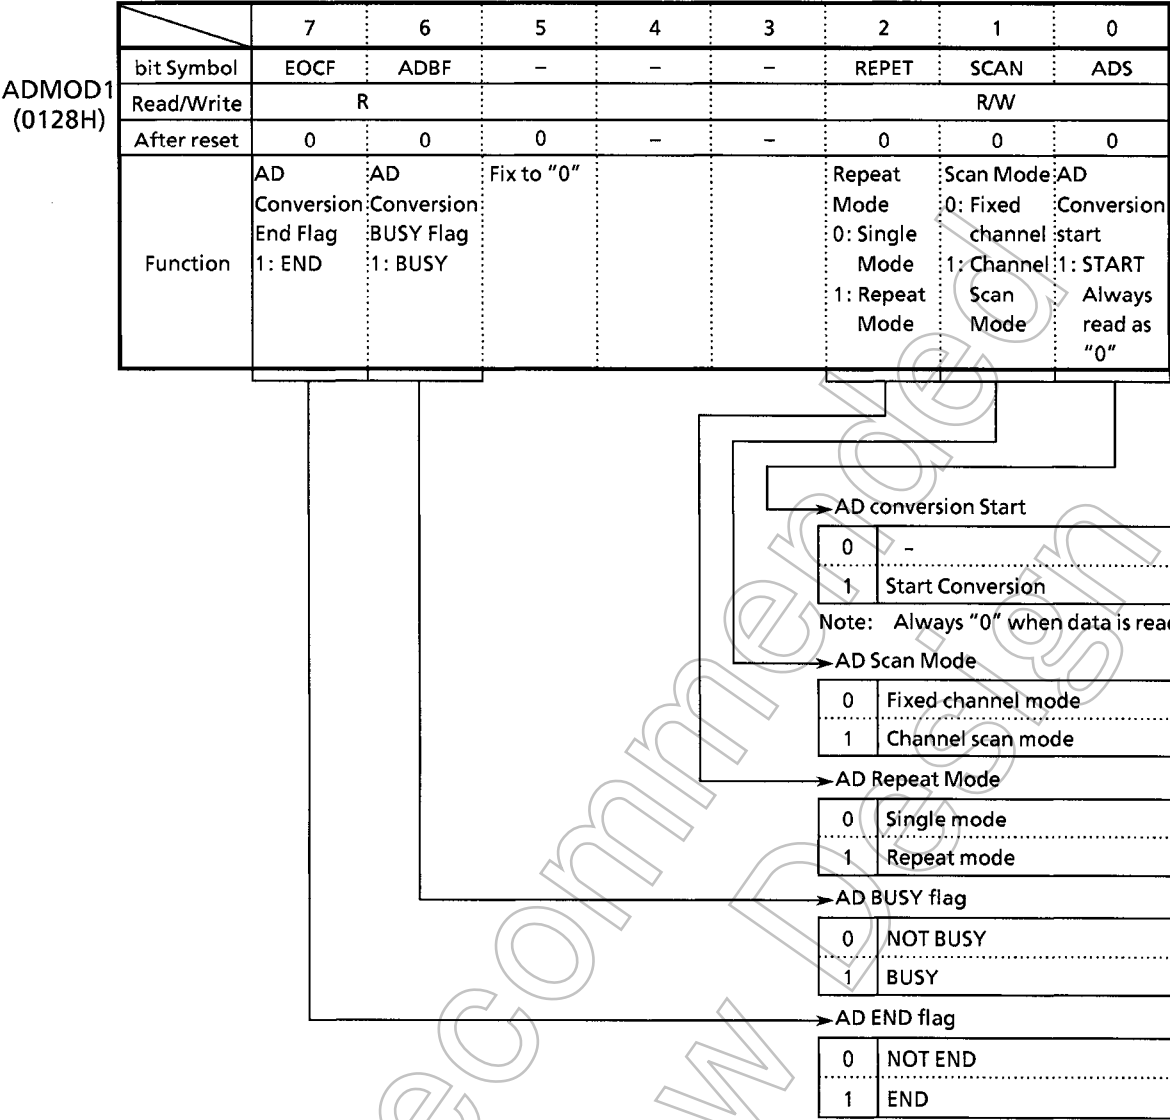 7 6 5 4 3 2 1 0
bit Symbol EOCF ADBF – – – REPET SCAN ADS
ADMOD1
(0128H)
Read/Write R R/W
After reset 0 0 0 – – 0 0 0
Function
AD
Conversion
End Flag
1: END
AD
Conversion
BUSY Flag
1: BUSY
Fix to "0"
Repeat
Mode
0: Single
Mode
1: Repeat
Mode
Scan Mode
0: Fixed
channel
1: Channel
Scan
Mode
AD
Conversion
start
1: START
Always
read as
"0"
AD conversion Start
0 –
1 Start Conversion
Note: Always "0" when data is read
AD Scan Mode
0 Fixed channel mode
1 Channel scan mode
AD Repeat Mode
0 Single mode
1 Repeat mode
AD BUSY flag
0 NOT BUSY
1 BUSY
AD END flag
0 NOT END
1 END
ecommended
w Design